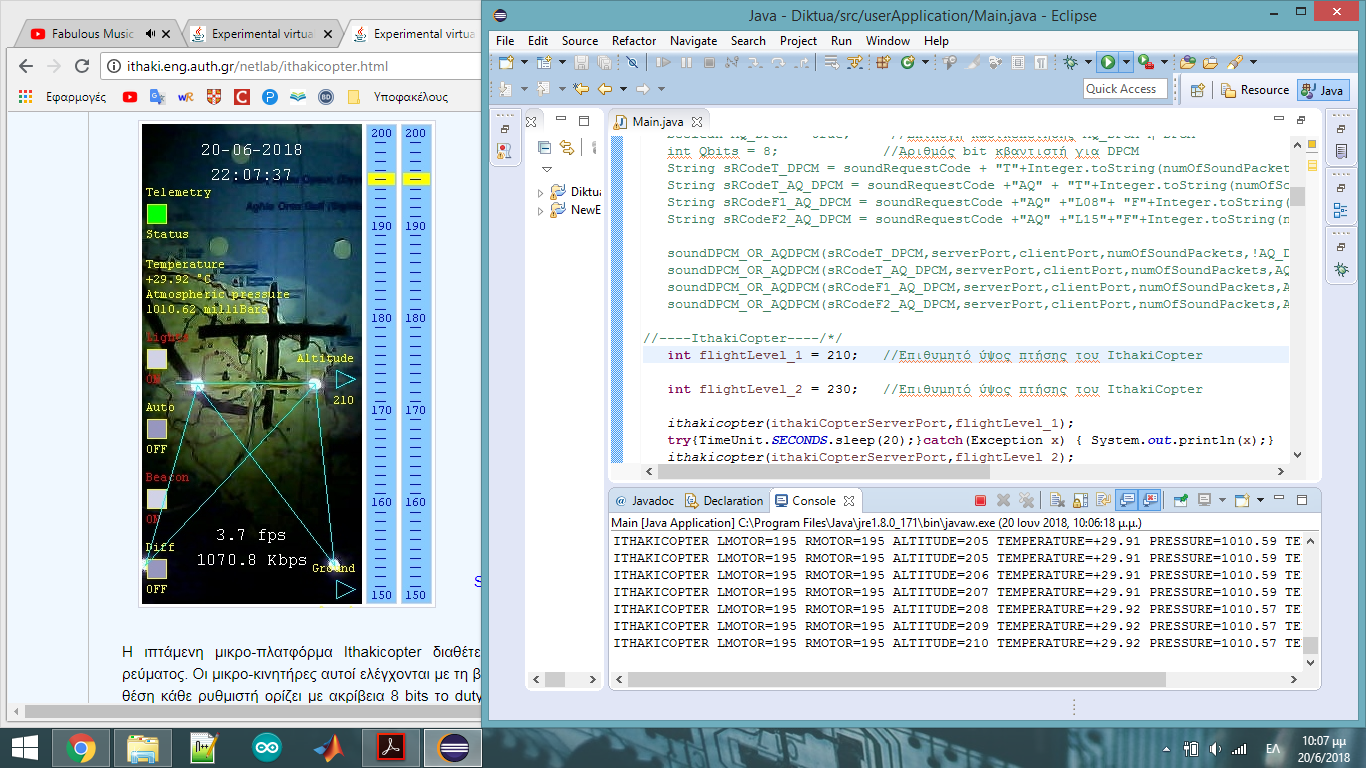 Fabulous Music
Experimental virtua
Experimental virtua
ithaki.eng.auth.gr/netlab/ithakicopter.html
Εφαρμογές
Υποφακέλους
20-06-2018
22:07:37
Telemetry
Status
Temperature
+29.92 °C
Atmospheric pressure
1010.62 milliBars
Lights
ON
Altitude
210
Auto
OFF
Beacon
ON
3.7 fps
1070.8 Kbps
Diff
OFF
Ground
200 200
190 190
180 180
170 170
160 160
150 150
Η ιπτάμενη μικρο-πλατφόρμα Ithakicopter διαθέτε
ρεύματος. Οι μικρο-κινητήρες αυτοί ελέγχονται με τη β
θέση κάθε ρυθμιστή ορίζει με ακρίβεια 8 bits το duty
Java - Diktua/src/userApplication/Main.java - Eclipse
File Edit Source Refactor Navigate Search Project Run Window Help
Quick Access
Resource
Java
Main.java
Diktua
NewE
int Qbits = 8; //Αριθμός bit κβαντιστή για DPCM
String sRCodeT_DPCM = soundRequestCode + "T"+Integer.toString(numOfSoundPacket
String sRCodeT_AQ_DPCM = soundRequestCode +"AQ" + "T"+Integer.toString(numOfSo
String sRCodeF1_AQ_DPCM = soundRequestCode +"AQ" +"L08"+ "F"+Integer.toString(
String sRCodeF2_AQ_DPCM = soundRequestCode +"AQ" +"L15"+"F"+Integer.toString(n
soundDPCM_OR_AQDPCM(sRCodeT_DPCM,serverPort,clientPort,numOfSoundPackets,!AQ_D
soundDPCM_OR_AQDPCM(sRCodeT_AQ_DPCM,serverPort,clientPort,numOfSoundPackets,AQ
soundDPCM_OR_AQDPCM(sRCodeF1_AQ_DPCM,serverPort,clientPort,numOfSoundPackets,A
soundDPCM_OR_AQDPCM(sRCodeF2_AQ_DPCM,serverPort,clientPort,numOfSoundPackets,A
//----IthakiCopter----/*/
int flightLevel_1 = 210; //Επιθυμητό ύψος πτήσης του IthakiCopter
int flightLevel_2 = 230; //Επιθυμητό ύψος πτήσης του IthakiCopter
ithakicopter(ithakiCopterServerPort,flightLevel_1);
try{TimeUnit.SECONDS.sleep(20);}catch(Exception x) { System.out.println(x);}
ithakicopter(ithakiCopterServerPort,flightLevel_2);
Javadoc Declaration Console
Main [Java Application] C:\Program Files\Java\jre1.8.0_171\bin\javaw.exe (20 Ιουν 2018, 10:06:18 μ.μ.)
ITHAKICOPTER LMOTOR=195 RMOTOR=195 ALTITUDE=205 TEMPERATURE=+29.91 PRESSURE=1010.59 TE
ITHAKICOPTER LMOTOR=195 RMOTOR=195 ALTITUDE=205 TEMPERATURE=+29.91 PRESSURE=1010.59 TE
ITHAKICOPTER LMOTOR=195 RMOTOR=195 ALTITUDE=206 TEMPERATURE=+29.91 PRESSURE=1010.59 TE
ITHAKICOPTER LMOTOR=195 RMOTOR=195 ALTITUDE=207 TEMPERATURE=+29.91 PRESSURE=1010.59 TE
ITHAKICOPTER LMOTOR=195 RMOTOR=195 ALTITUDE=208 TEMPERATURE=+29.92 PRESSURE=1010.57 TE
ITHAKICOPTER LMOTOR=195 RMOTOR=195 ALTITUDE=209 TEMPERATURE=+29.92 PRESSURE=1010.57 TE
ITHAKICOPTER LMOTOR=195 RMOTOR=195 ALTITUDE=210 TEMPERATURE=+29.92 PRESSURE=1010.57 TE
ΕΛ
10:07 μμ
20/6/2018